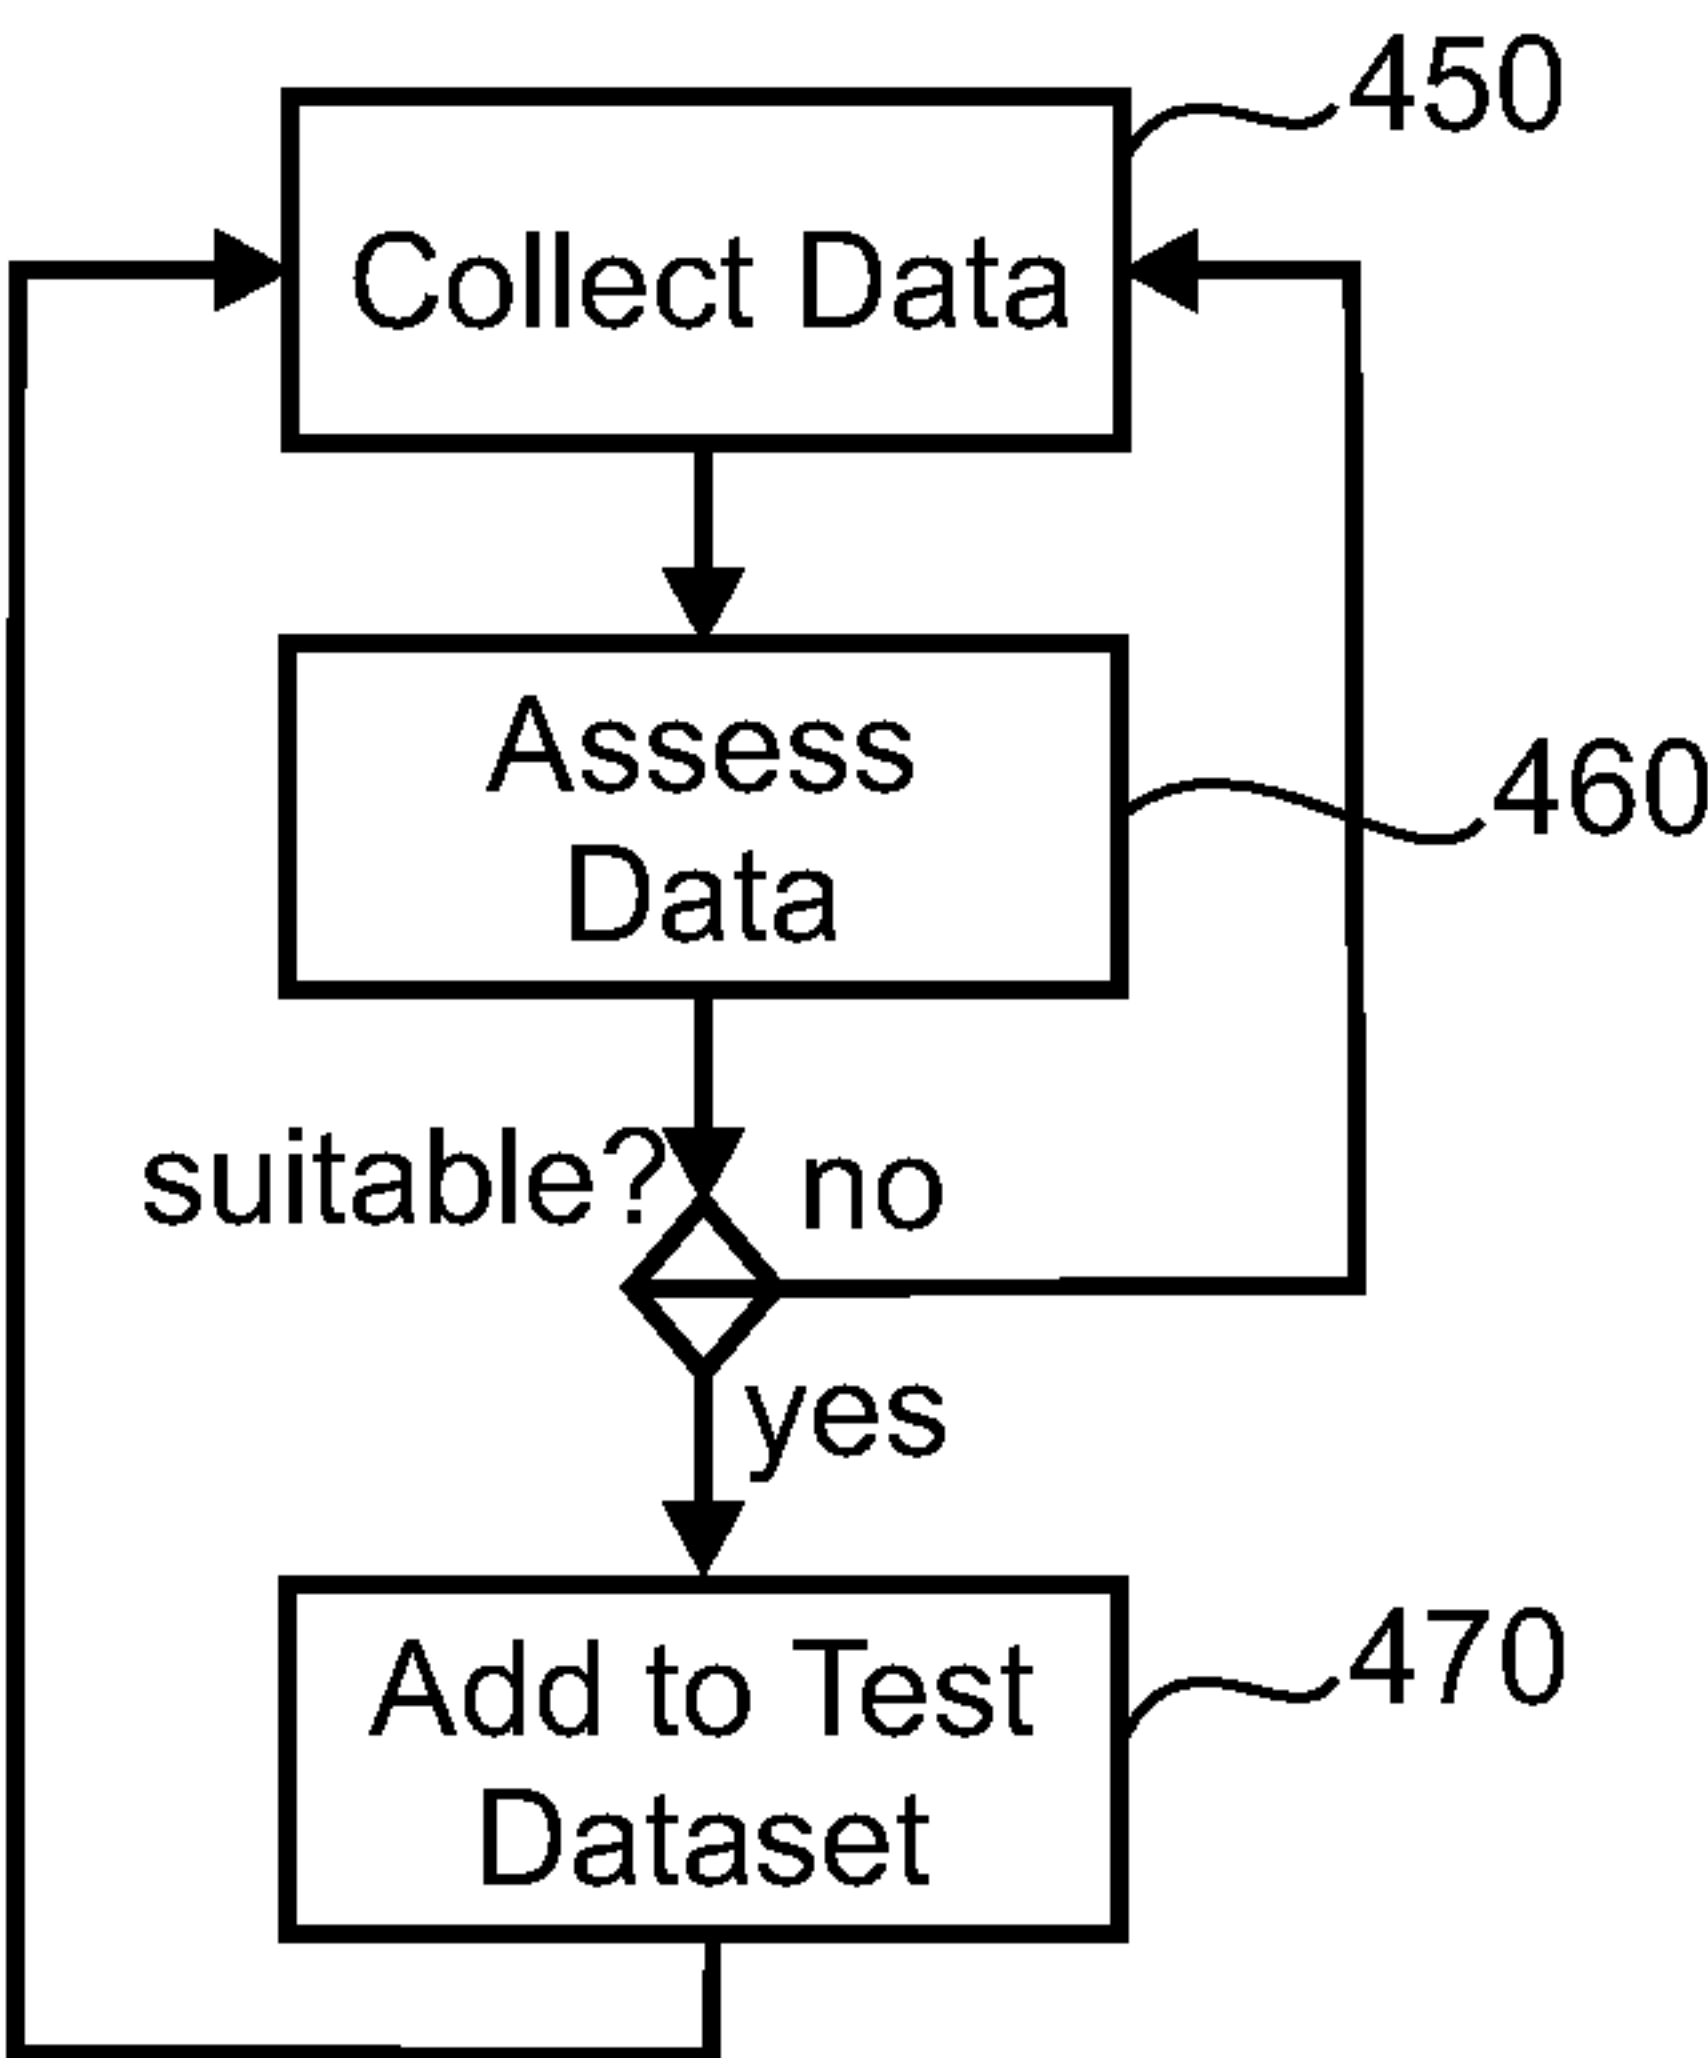 450
Collect Data
Assess
Data
460
suitable?
no
yes
Add to Test
Dataset
470